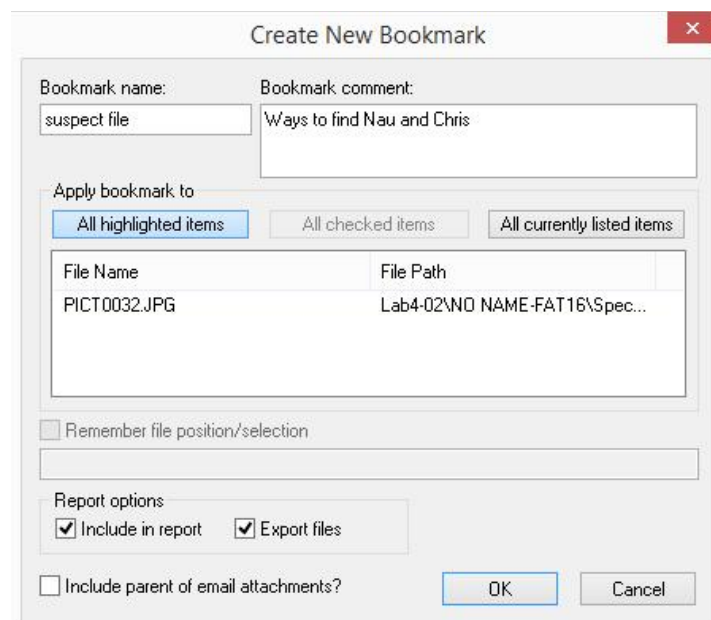 Create New Bookmark
Bookmark name:
Bookmark comment:
suspect file
Ways to find Nau and Chris
Apply bookmark to
All highlighted items
All checked items
All currently listed items
File Name
File Path
PICT0032.JPG
Lab4-02\NO NAME-FAT16\Spec...
Remember file position/selection
Report options
Include in report
Export files
Include parent of email attachments?
OK
Cancel